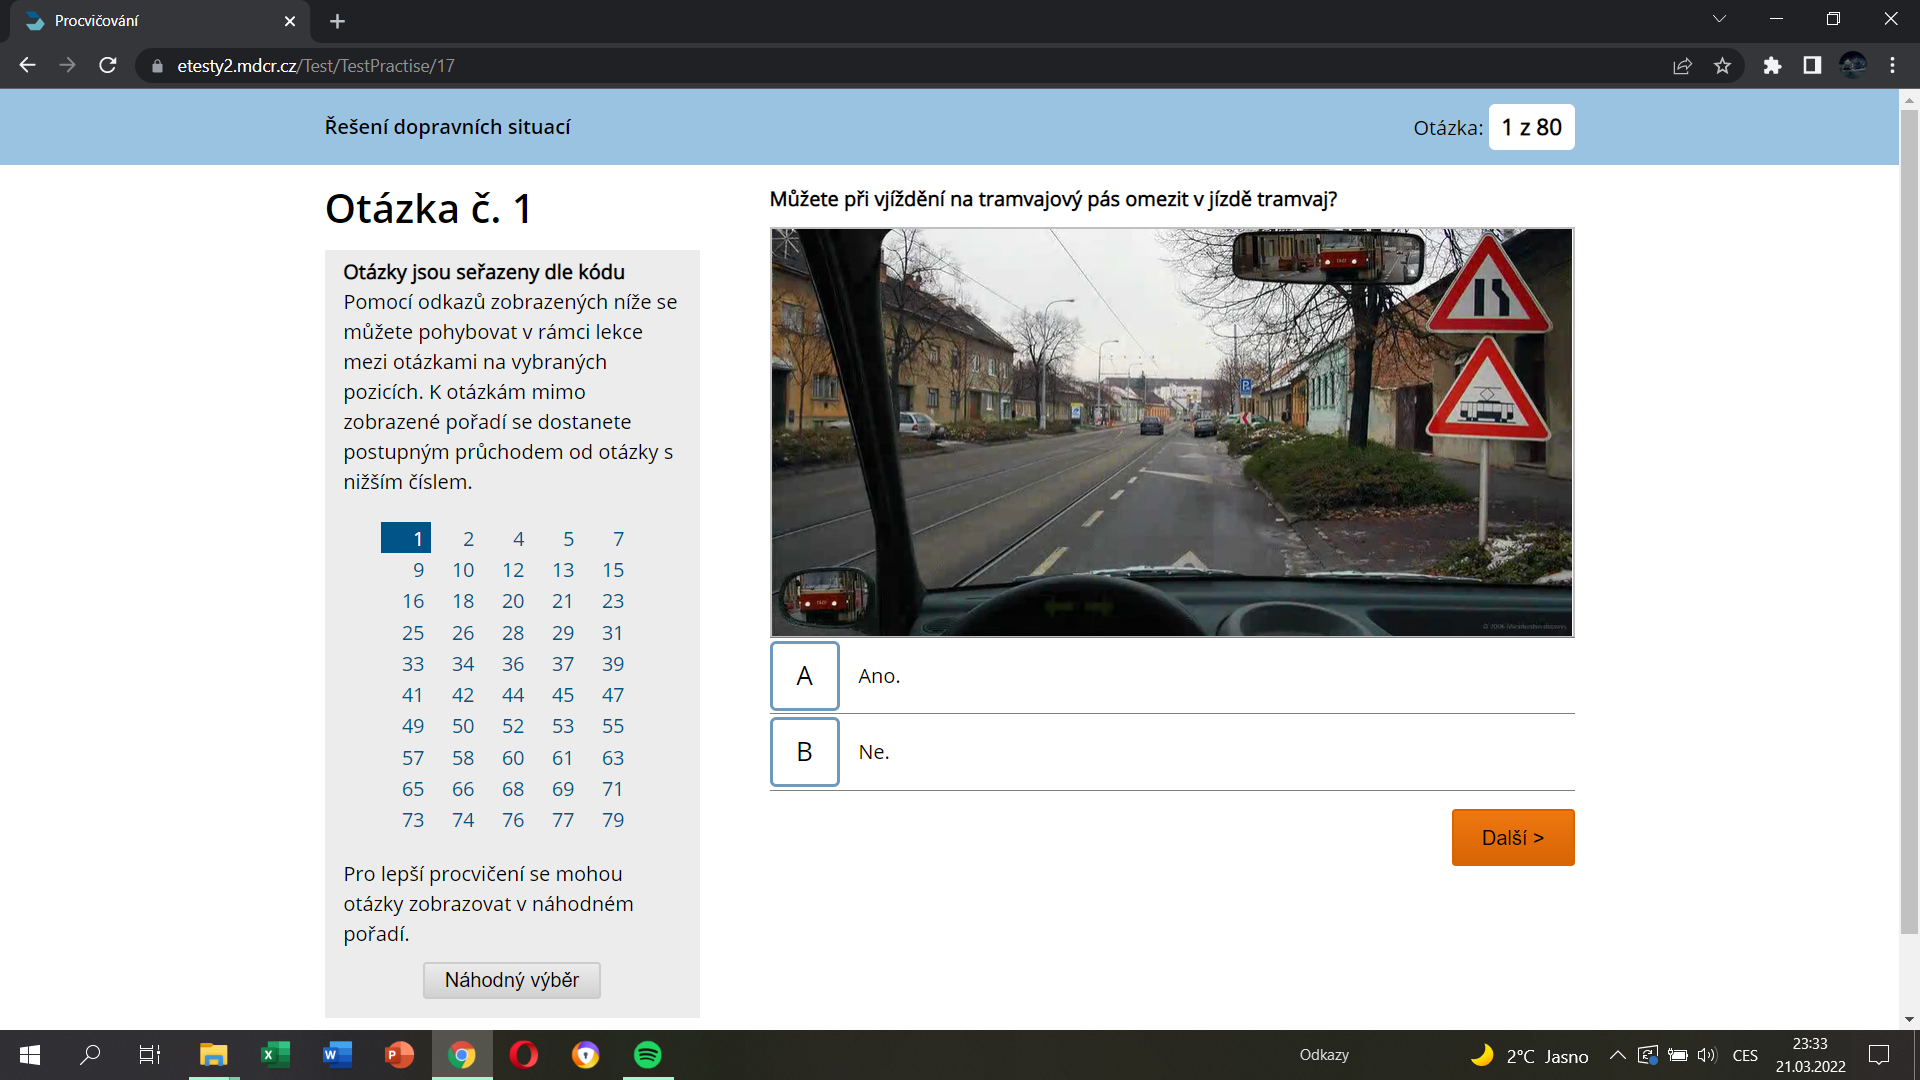 Procvičování
etesty2.mdcr.cz/Test/TestPractise/17
Řešení dopravních situací
Otázka: 1 z 80
Otázka č. 1
Otázky jsou seřazeny dle kódu
Pomocí odkazů zobrazených níže se
můžete pohybovat v rámci lekce
mezi otázkami na vybraných
pozicích. K otázkám mimo
zobrazené pořadí se dostanete
postupným průchodem od otázky s
nižším číslem.
1 2 4 5 7
9 10 12 13 15
16 18 20 21 23
25 26 28 29 31
33 34 36 37 39
41 42 44 45 47
49 50 52 53 55
57 58 60 61 63
65 66 68 69 71
73 74 76 77 79
Pro lepší procvičení se mohou
otázky zobrazovat v náhodném
pořadí.
Náhodný výběr
Můžete při vjíždění na tramvajový pás omezit v jízdě tramvaj?
P
A Ano.
B Ne.
Další >
Odkazy
2°C Jasno
CES
23:33
21.03.2022